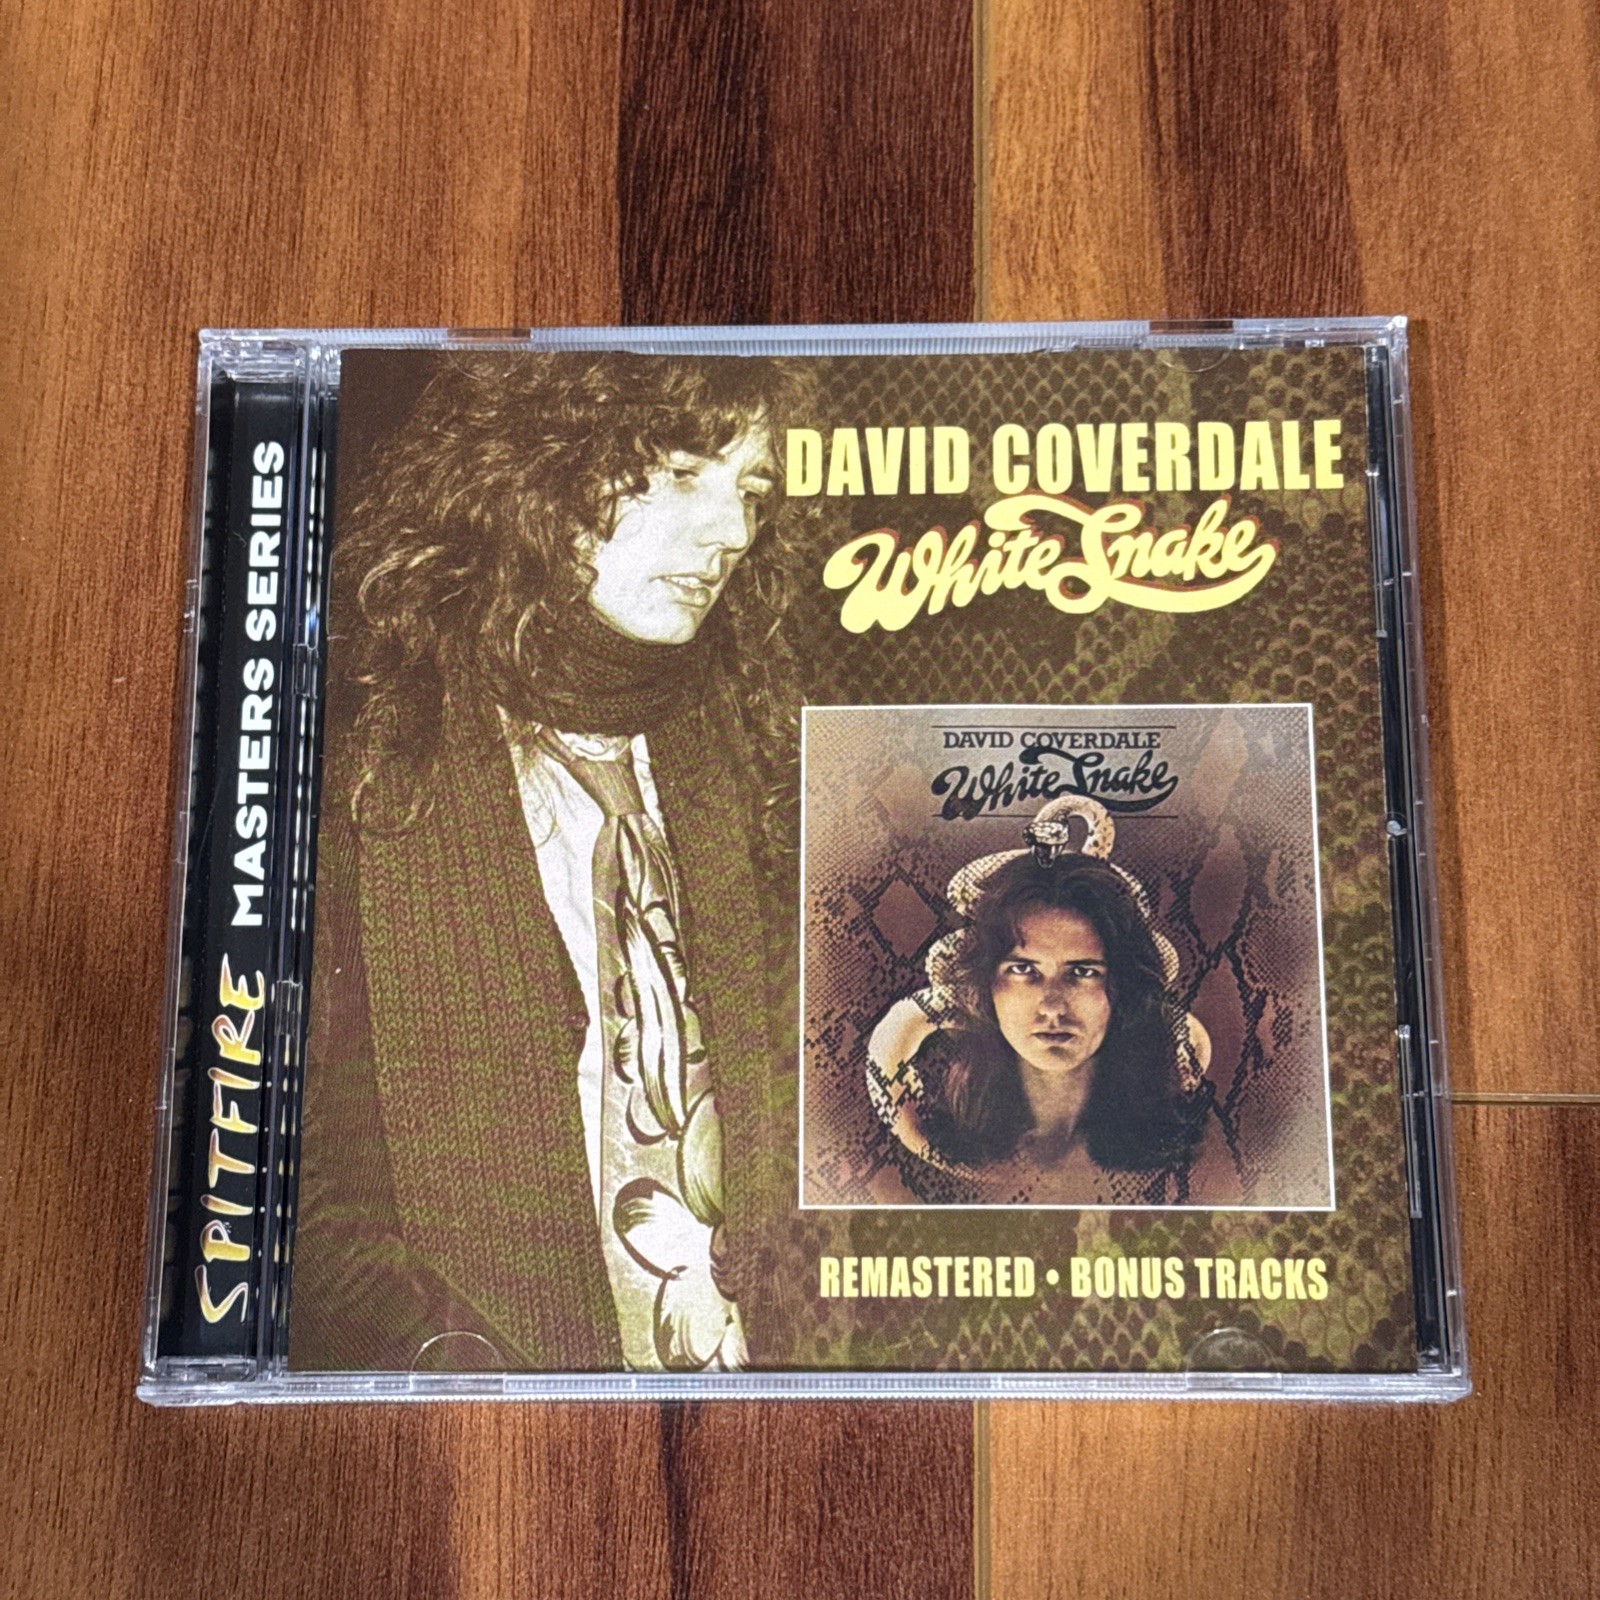 SPITFIRE MASTERS SERIES
DAVID COVERDALE
WhiteSnake
DAVID COVERDALE
WhiteSnake
REMASTERED • BONUS TRACKS